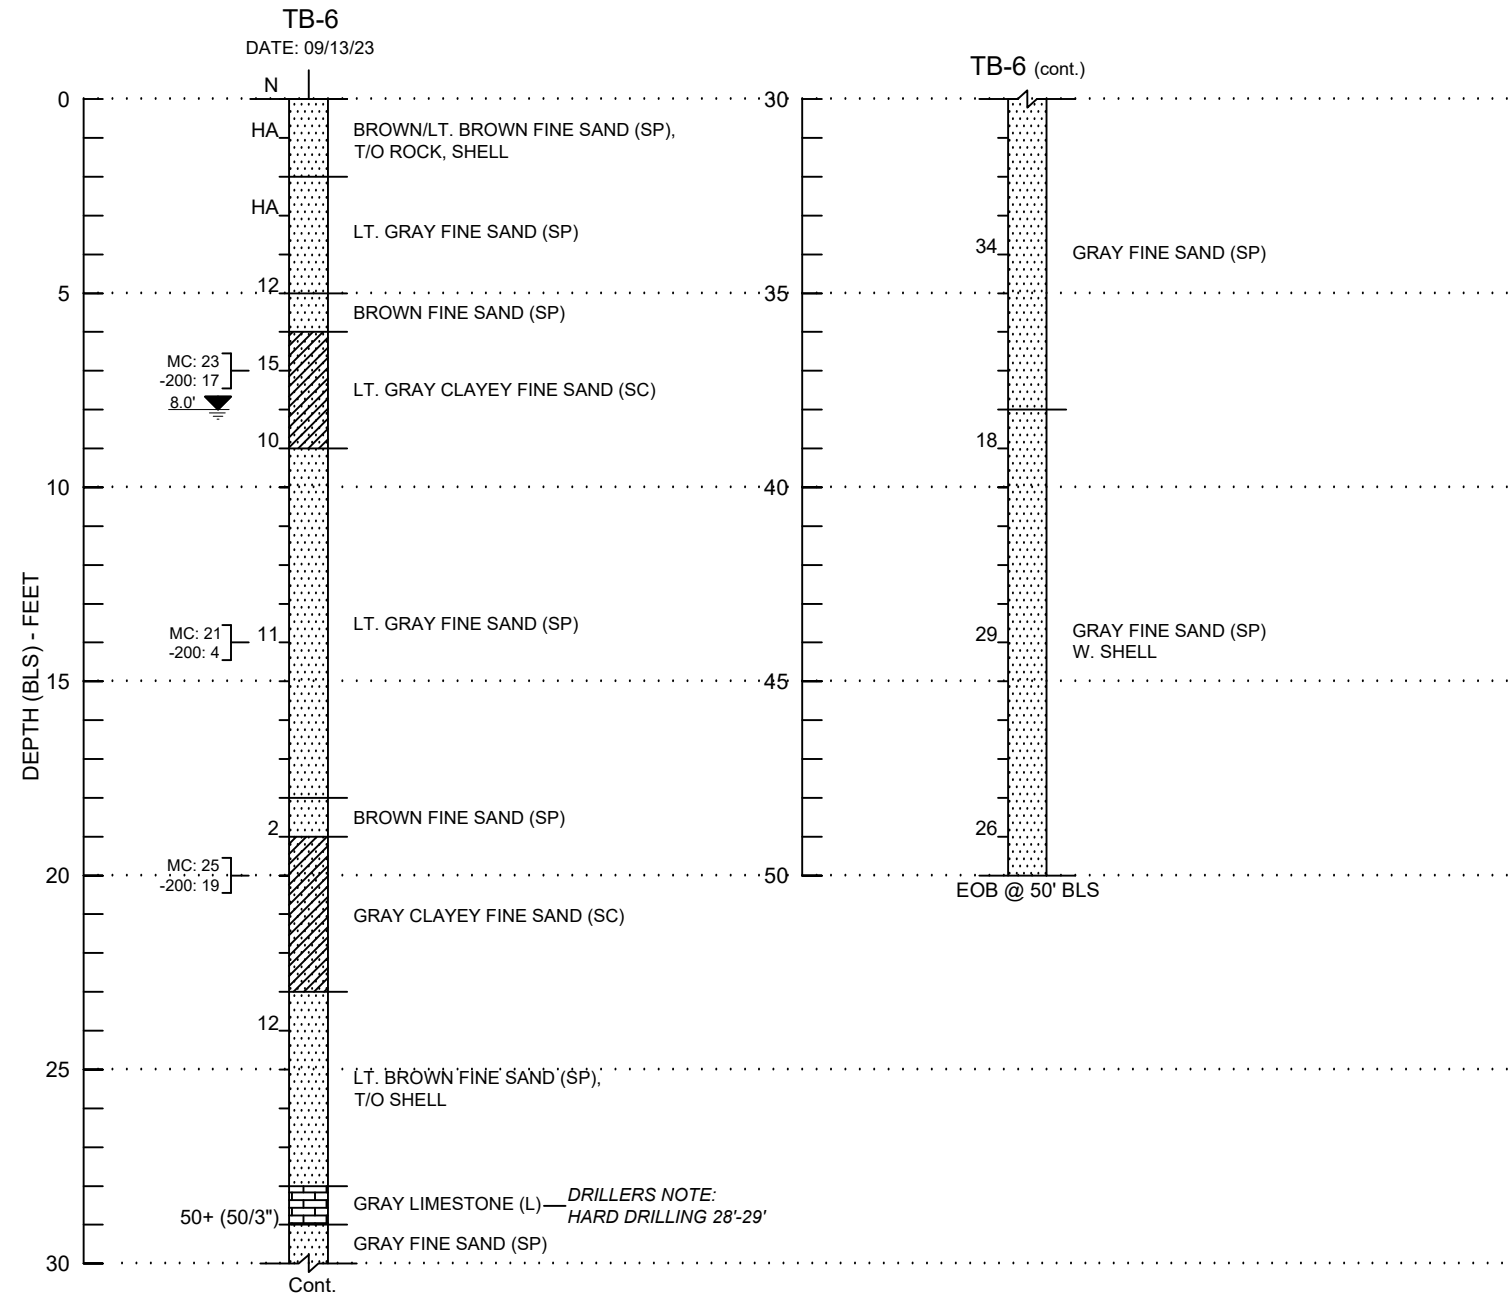 TB-6
DATE: 09/13/23
N
0
HA
BROWN/LT. BROWN FINE SAND (SP),
T/O ROCK, SHELL
HA
LT. GRAY FINE SAND (SP)
12
5
BROWN FINE SAND (SP)
MC: 23
-200: 17
15
LT. GRAY CLAYEY FINE SAND (SC)
8.0'
10
10
LT. GRAY FINE SAND (SP)
MC: 21
-200: 4
11
DEPTH (BLS) - FEET
15
BROWN FINE SAND (SP)
2
MC: 25
-200: 19
20
GRAY CLAYEY FINE SAND (SC)
12
25
LT. BROWN FINE SAND (SP),
T/O SHELL
GRAY LIMESTONE (L)
DRILLERS NOTE:
HARD DRILLING 28'-29'
50+ (50/3")
GRAY FINE SAND (SP)
30
Cont.
TB-6 (cont.)
30
34
GRAY FINE SAND (SP)
35
18
40
29
GRAY FINE SAND (SP)
W. SHELL
45
26
50
EOB @ 50' BLS